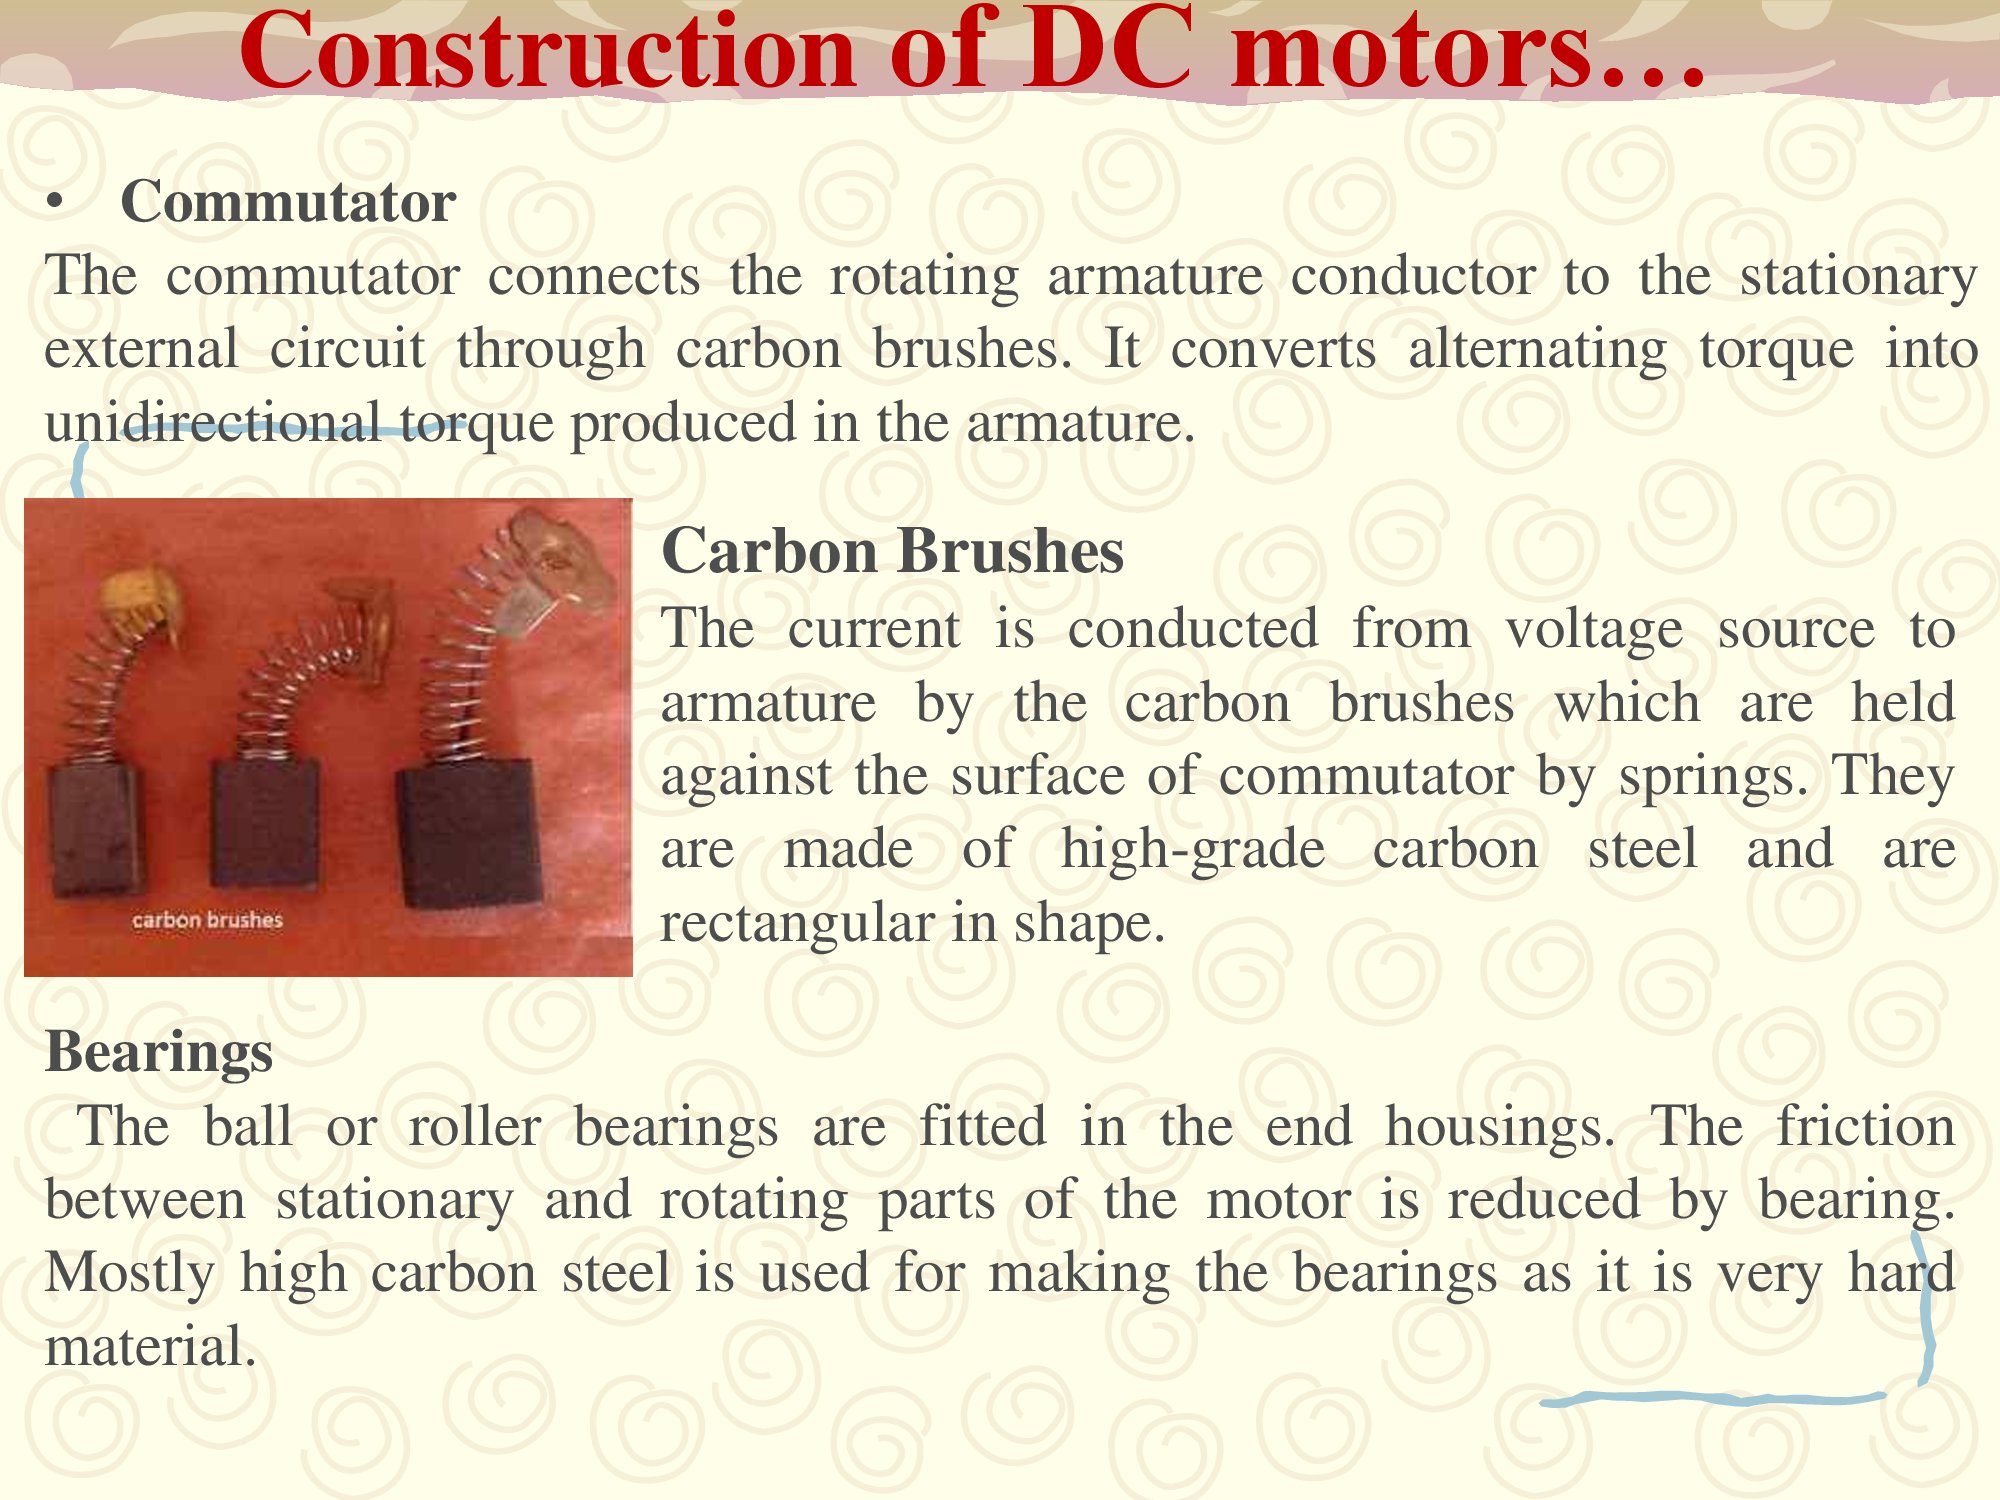 Construction of DC motors…
• Commutator
The commutator connects the rotating armature conductor to the stationary
external circuit through carbon brushes. It converts alternating torque into
unidirectional torque produced in the armature.
carbon brushes
Carbon Brushes
The current is conducted from voltage source to
armature by the carbon brushes which are held
against the surface of commutator by springs. They
are made of high-grade carbon steel and are
rectangular in shape.
Bearings
The ball or roller bearings are fitted in the end housings. The friction
between stationary and rotating parts of the motor is reduced by bearing.
Mostly high carbon steel is used for making the bearings as it is very hard
material.